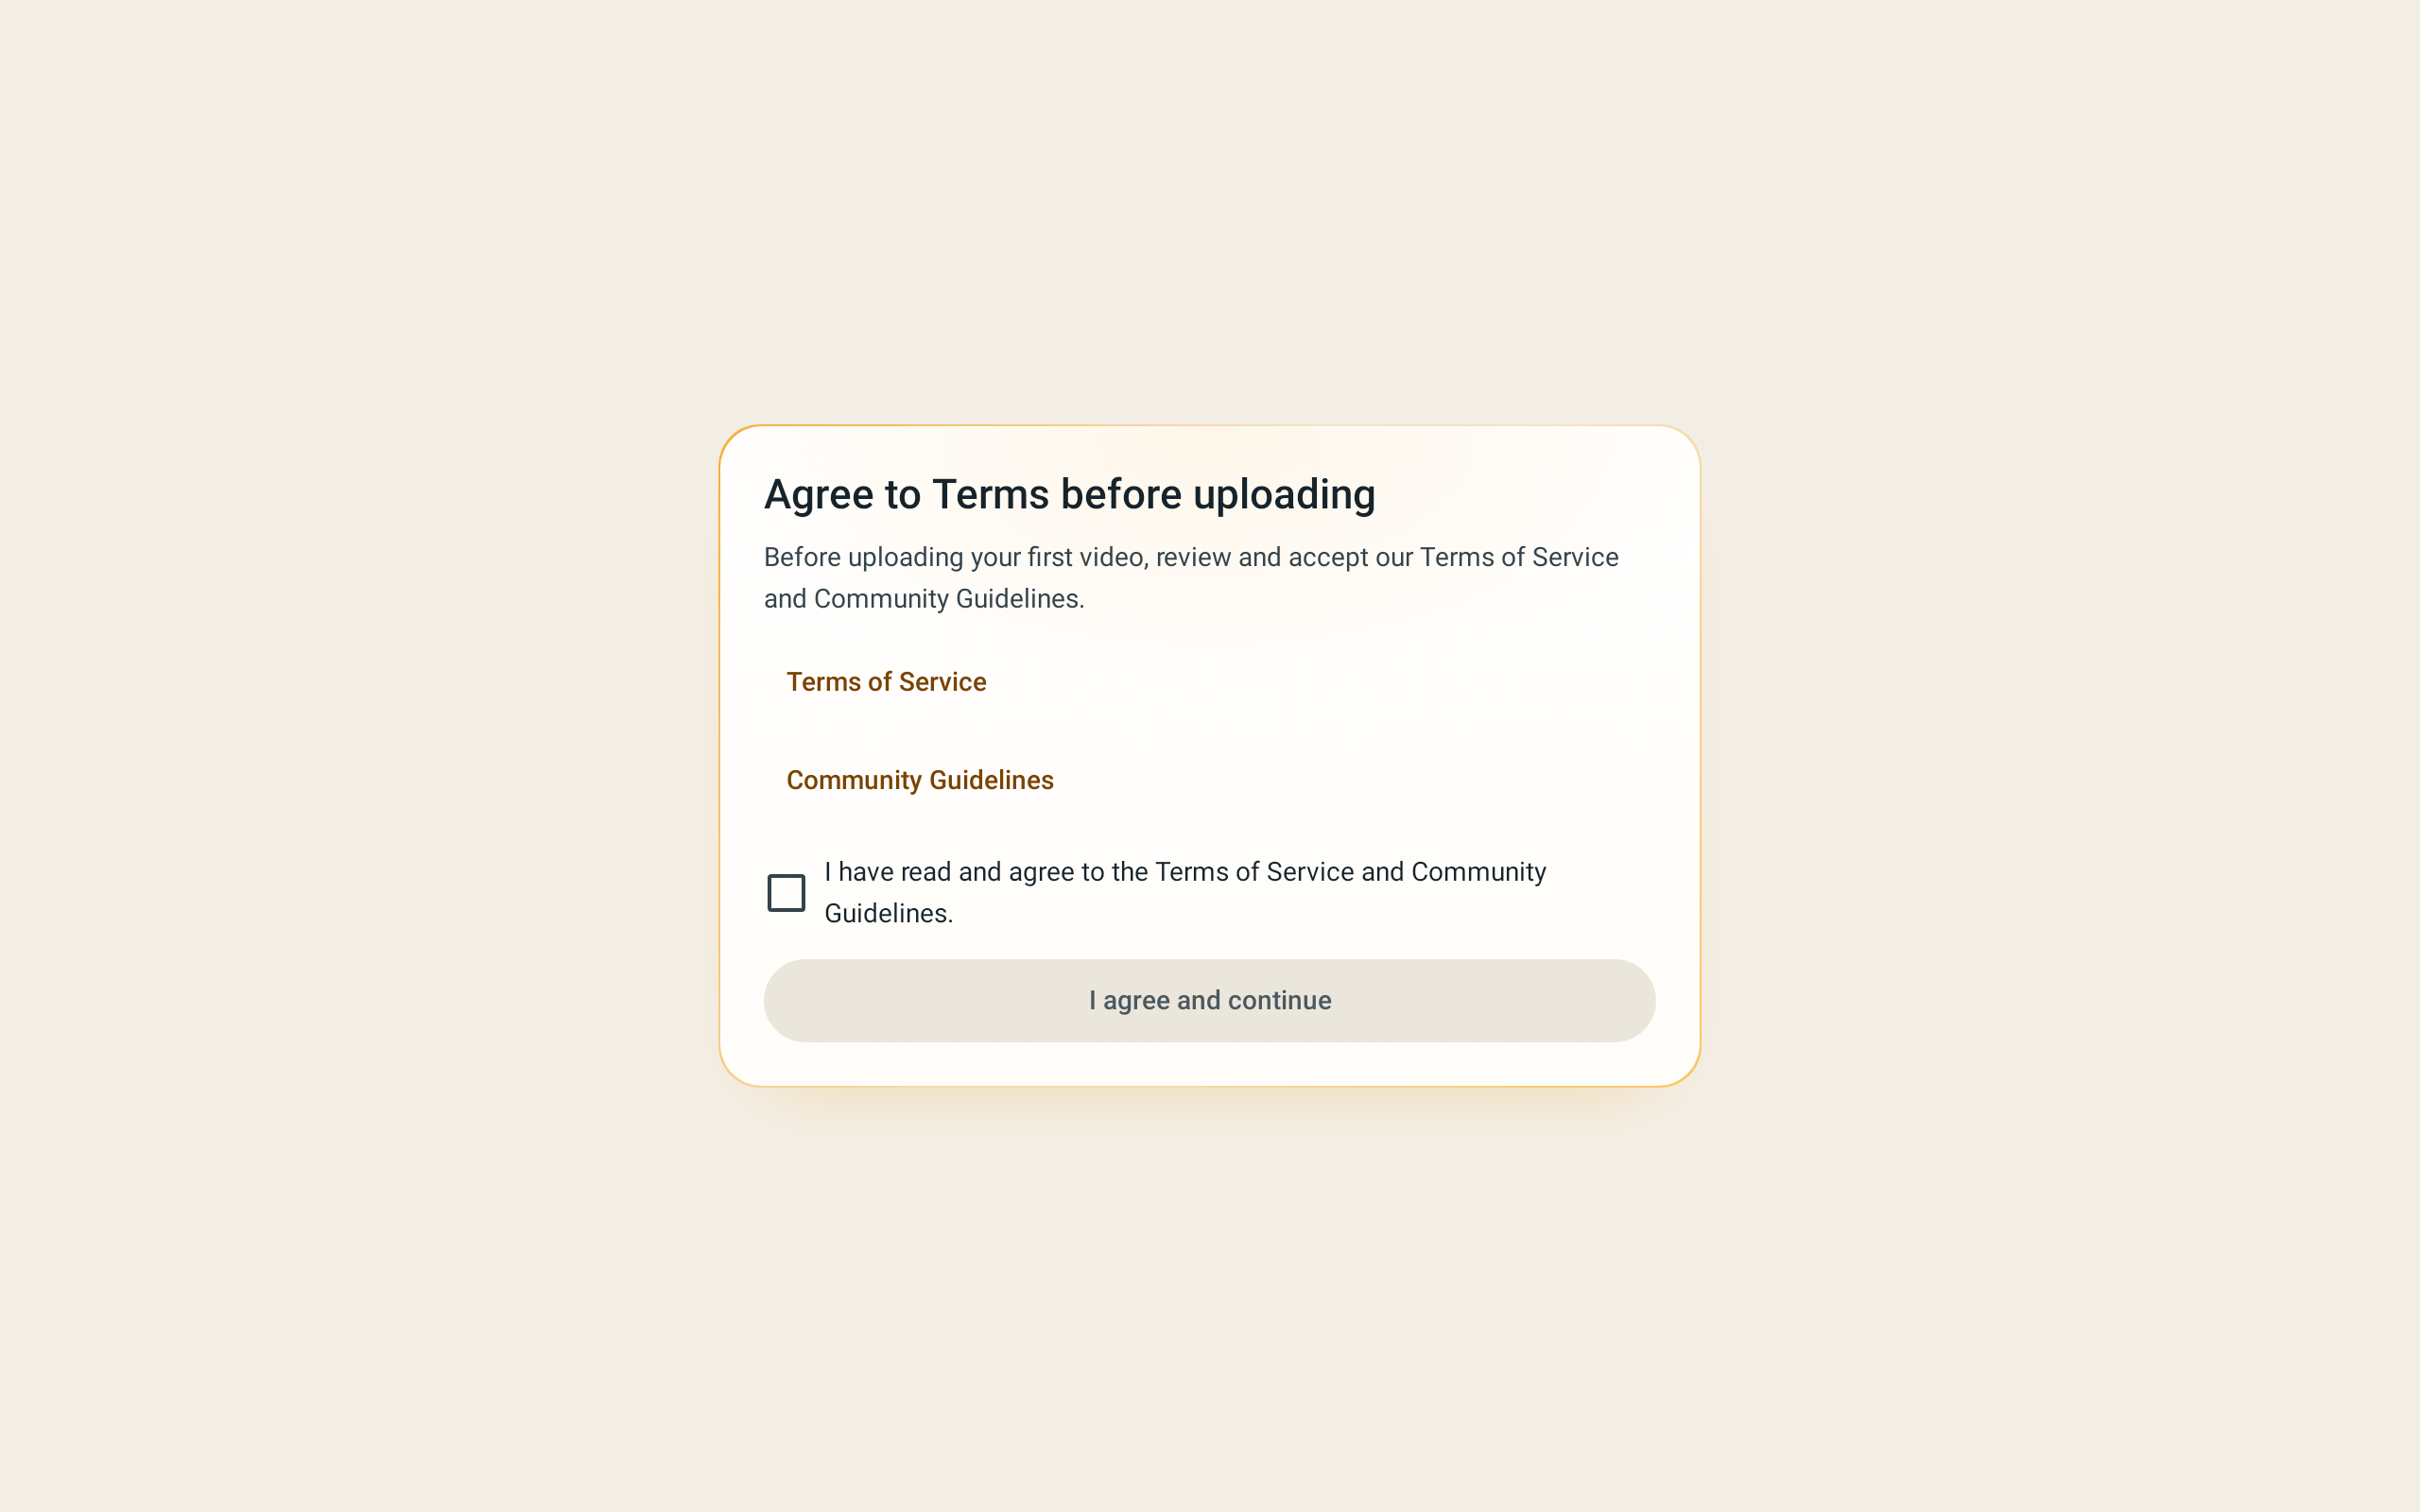 Agree to Terms before uploading
Before uploading your first video, review and accept our Terms of Service
and Community Guidelines.
Terms of Service
Community Guidelines
I have read and agree to the Terms of Service and Community
Guidelines.
I agree and continue